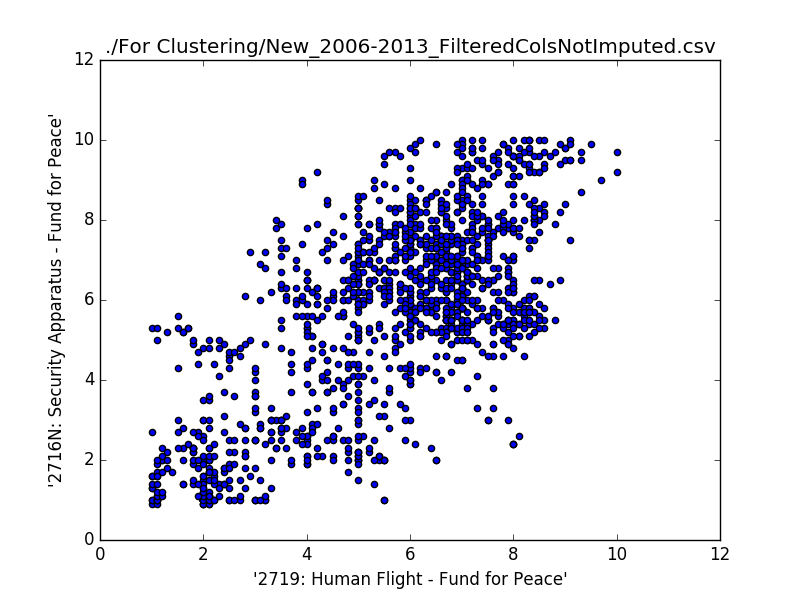 ./For Clustering/New_2006-2013_FilteredColsNotImputed.csv
12
10
8
6
4
2
0
'2716N: Security Apparatus - Fund for Peace'
0 2 4 6 8 10 12
'2719: Human Flight - Fund for Peace'